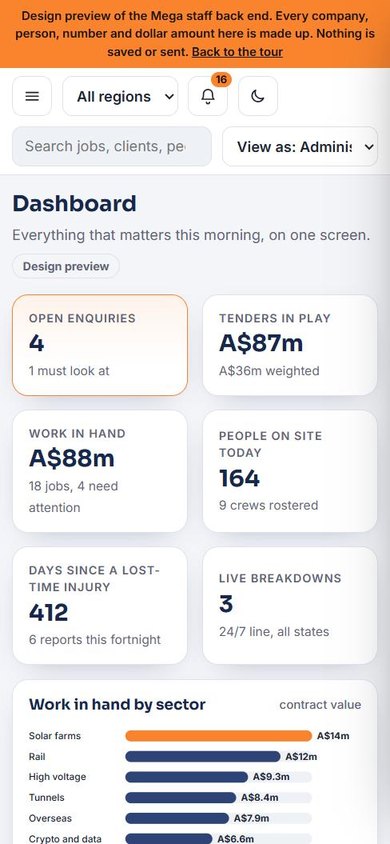 Design preview of the Mega staff back end. Every company,
person, number and dollar amount here is made up. Nothing is
saved or sent. Back to the tour
All regions
16
Search jobs, clients, pe
View as: Adminis
Dashboard
Everything that matters this morning, on one screen.
Design preview
OPEN ENQUIRIES
4
1 must look at
TENDERS IN PLAY
A$87m
A$36m weighted
WORK IN HAND
A$88m
18 jobs, 4 need
attention
PEOPLE ON SITE
TODAY
164
9 crews rostered
DAYS SINCE A LOST-
TIME INJURY
412
6 reports this fortnight
LIVE BREAKDOWNS
3
24/7 line, all states
Work in hand by sector
contract value
Solar farms A$14m
Rail A$12m
High voltage A$9.3m
Tunnels A$8.4m
Overseas A$7.9m
Crypto and data A$6.6m